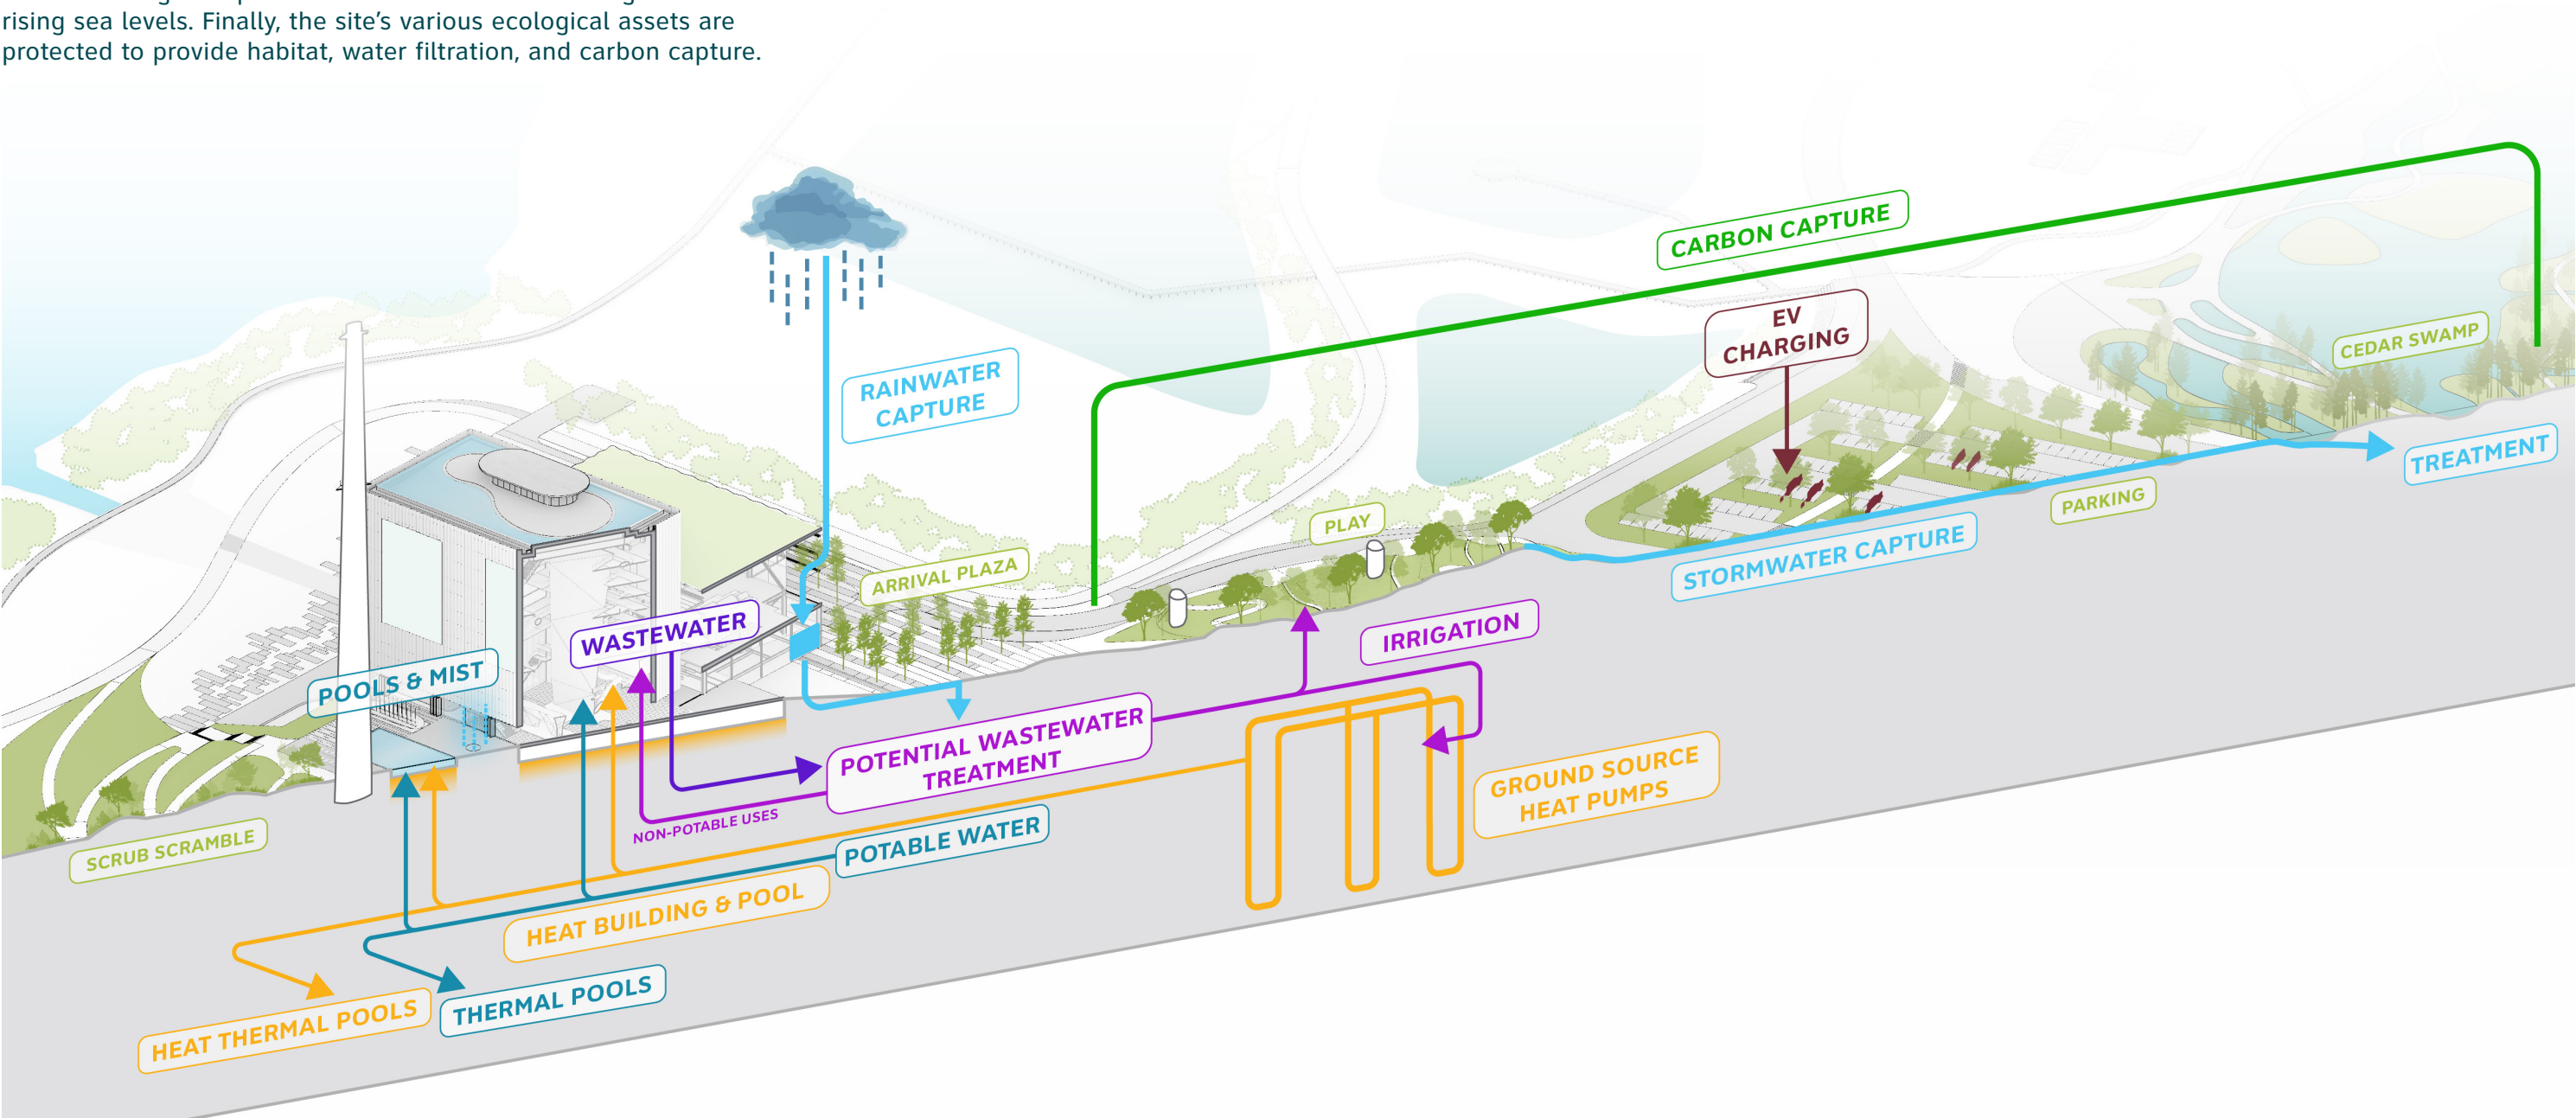 rising sea levels. Finally, the site’s various ecological assets are
protected to provide habitat, water filtration, and carbon capture.
CARBON CAPTURE
EV
CHARGING
CEDAR SWAMP
RAINWATER
CAPTURE
TREATMENT
PARKING
PLAY
STORMWATER CAPTURE
ARRIVAL PLAZA
WASTEWATER
IRRIGATION
POOLS & MIST
POTENTIAL WASTEWATER
TREATMENT
GROUND SOURCE
HEAT PUMPS
NON-POTABLE USES
POTABLE WATER
SCRUB SCRAMBLE
HEAT BUILDING & POOL
THERMAL POOLS
HEAT THERMAL POOLS